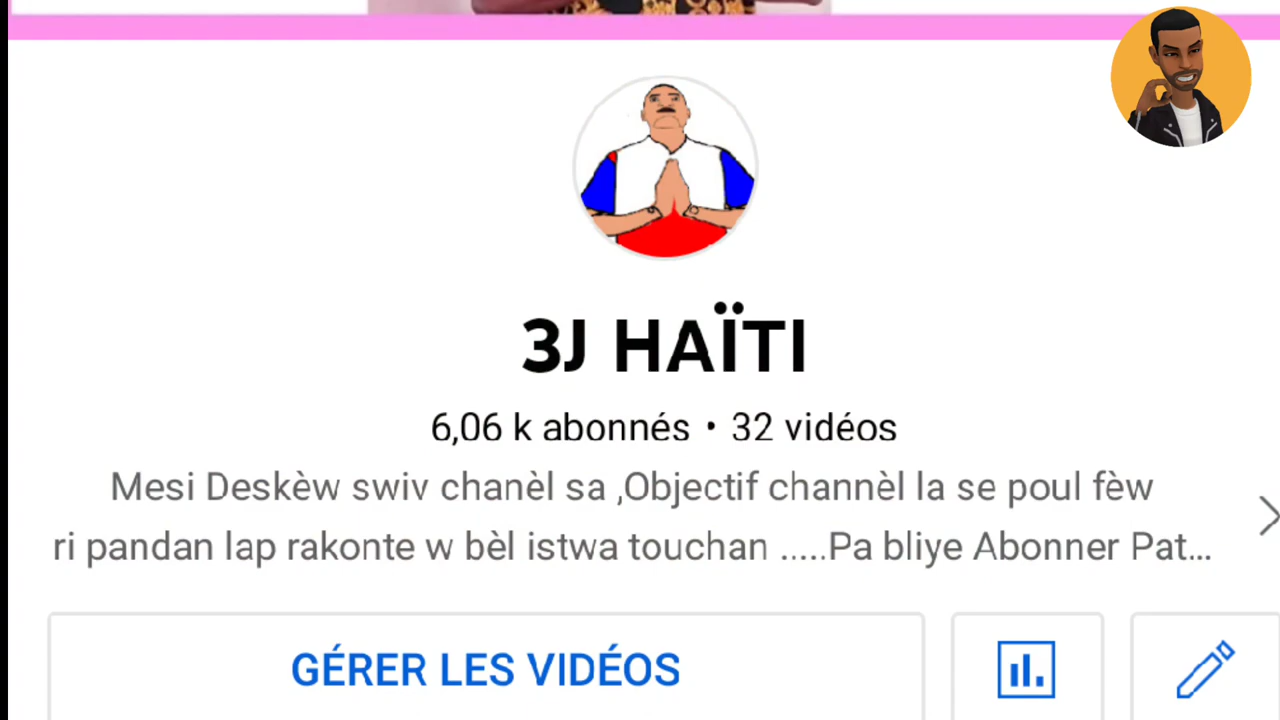 3J HAÏTI
6,06 k abonnés • 32 vidéos
Mesi Deskèw swiv chanèl sa ,Objectif channèl la se poul fèw
ri pandan lap rakonte w bèl istwa touchan .....Pa bliye Abonner Pat...
GÉRER LES VIDÉOS